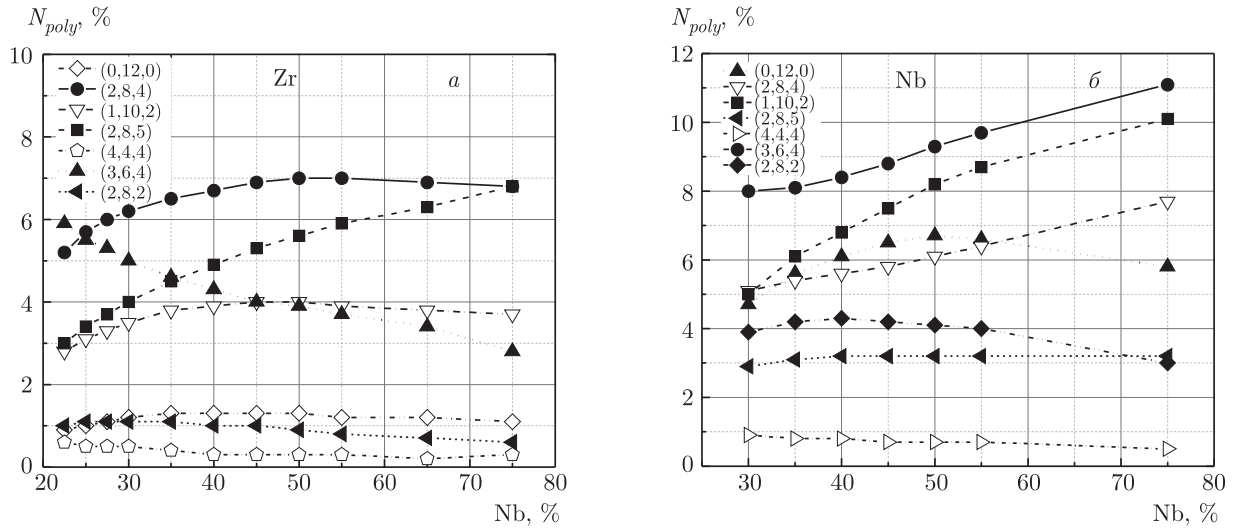 N_poly, %
10
8
6
4
2
0
Zr
а
(0,12,0)
(2,8,4)
(1,10,2)
(2,8,5)
(4,4,4)
(3,6,4)
(2,8,2)
20 30 40 50 60 70 80
Nb, %
N_poly, %
12
10
8
6
4
2
0
Nb
б
(0,12,0)
(2,8,4)
(1,10,2)
(2,8,5)
(4,4,4)
(3,6,4)
(2,8,2)
30 40 50 60 70 80
Nb, %